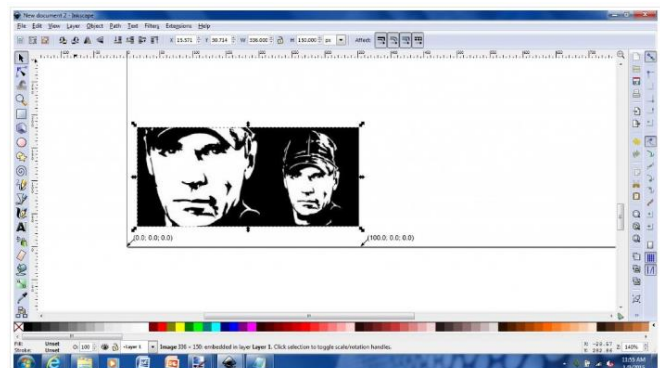 New document 2 - Inkscape
File Edit View Layer Object Path Text Filters Extensions Help
X 15.571 Y 36.714 W 336.000 H 150.000 px Affect:
(0.0; 0.0; 0.0)
(100.0; 0.0; 0.0)
Fill: Unset
Stroke: Unset
O: 100
Image 336 × 150: embedded in layer Layer 1. Click selection to toggle scale/rotation handles.
Z: 140%
11:55 AM